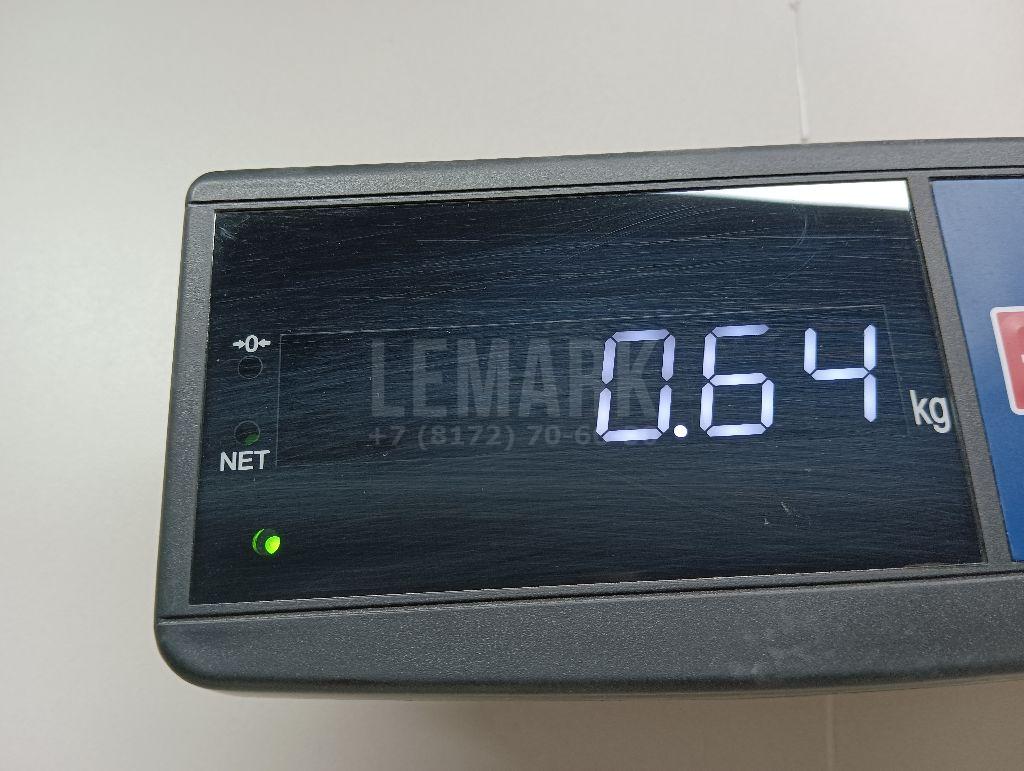 →0←
LEMARK
0.64 kg
+7 (8172) 70-6
NET